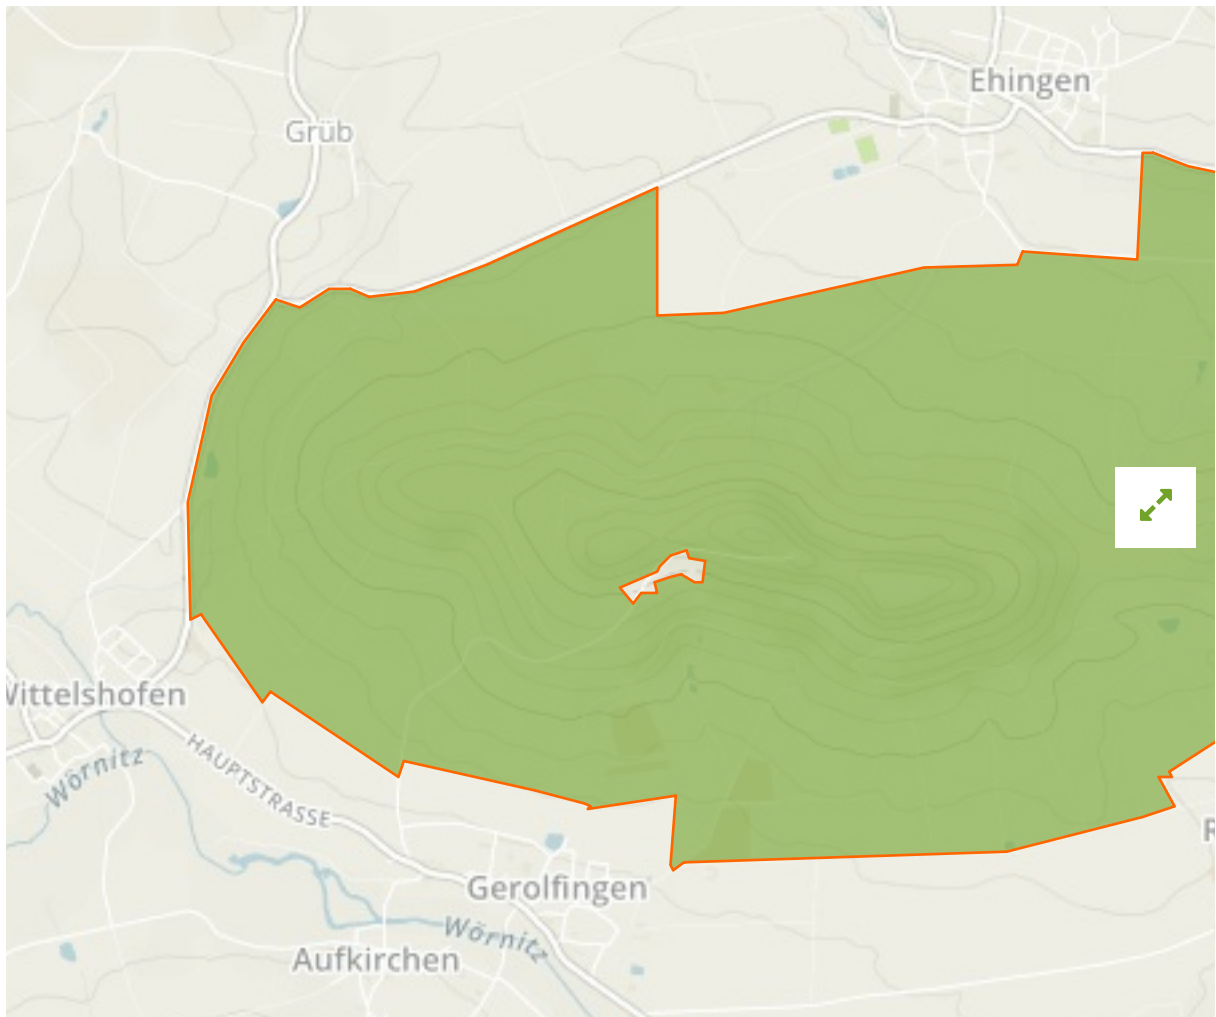 Ehingen
Grüb
Wittelshofen
Wörnitz
HAUPTSTRASSE
Gerolfingen
Wörnitz
Aufkirchen
R